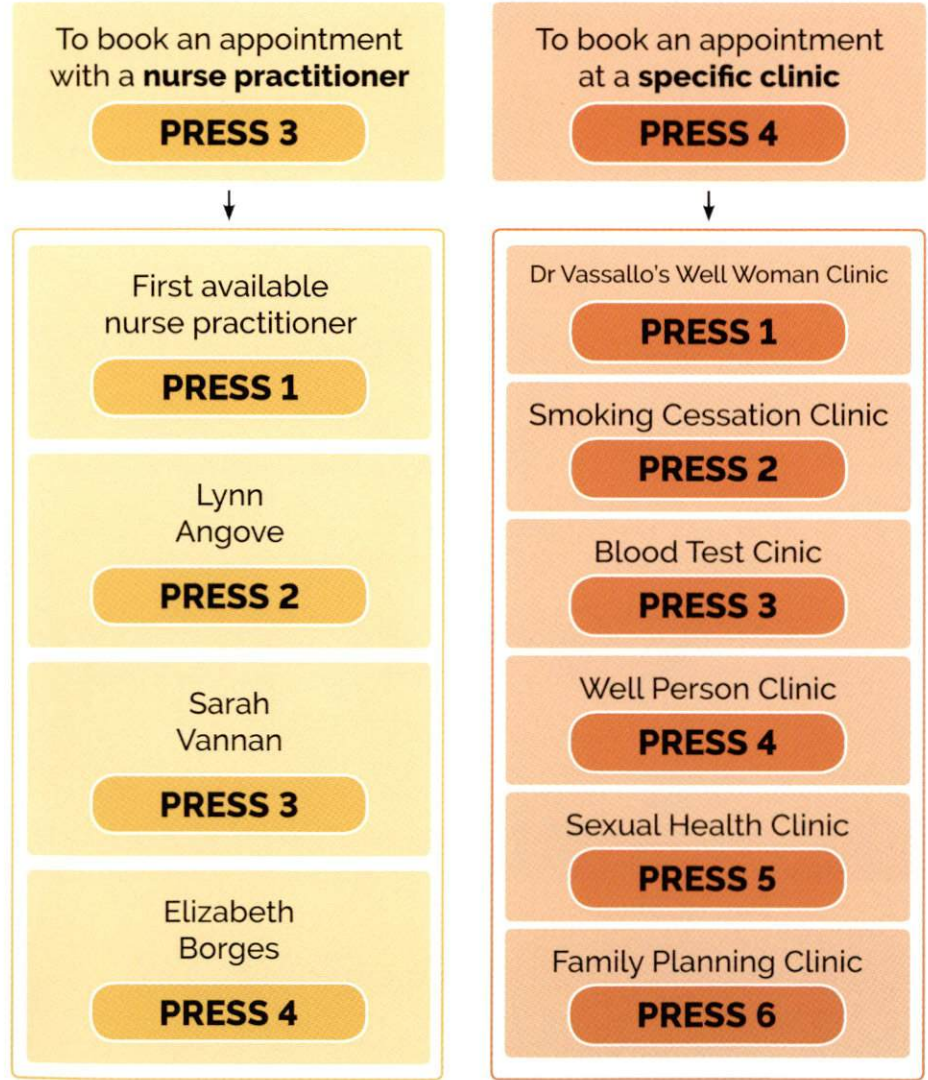 To book an appointment
with a nurse practitioner
PRESS 3
First available
nurse practitioner
PRESS 1
Lynn
Angove
PRESS 2
Sarah
Vannan
PRESS 3
Elizabeth
Borges
PRESS 4
To book an appointment
at a specific clinic
PRESS 4
Dr Vassallo's Well Woman Clinic
PRESS 1
Smoking Cessation Clinic
PRESS 2
Blood Test Cinic
PRESS 3
Well Person Clinic
PRESS 4
Sexual Health Clinic
PRESS 5
Family Planning Clinic
PRESS 6